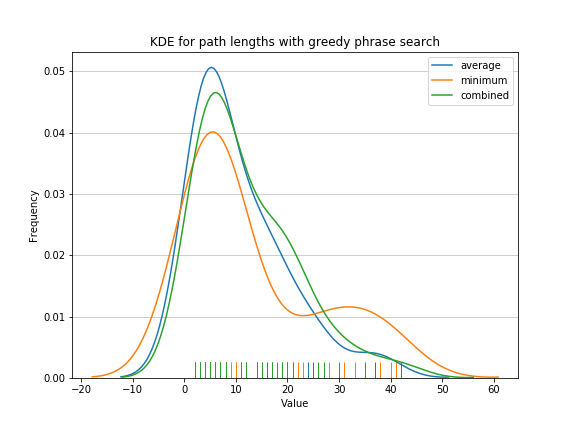 KDE for path lengths with greedy phrase search
average
minimum
combined
0.05
0.04
0.03
0.02
0.01
0.00
Frequency
−20
−10
0
10
20
30
40
50
60
Value